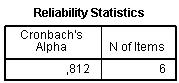 Reliability Statistics
Cronbach's
Alpha
N of Items
,812
6